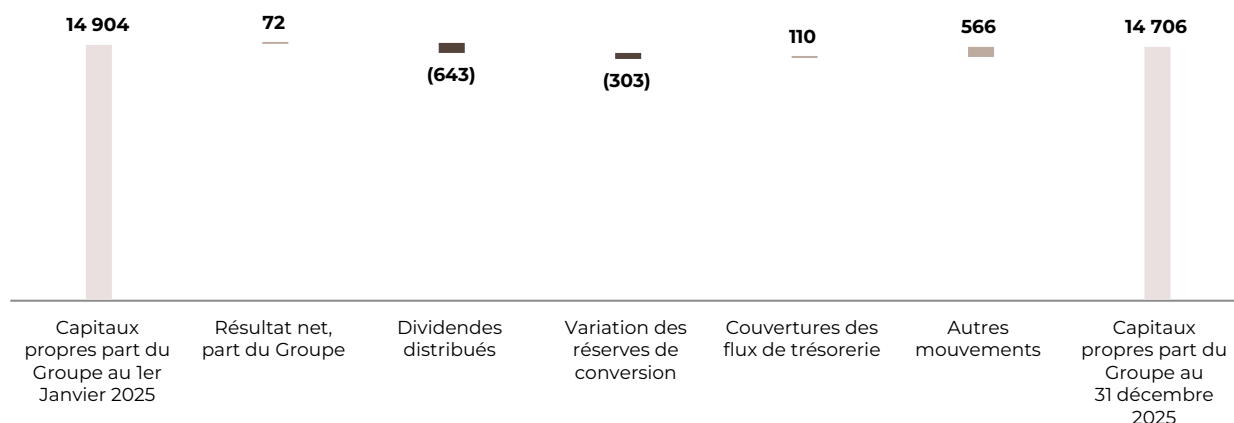 14 904
72
(643)
(303)
110
566
14 706
Capitaux
propres part du
Groupe au 1er
Janvier 2025
Résultat net,
part du Groupe
Dividendes
distribués
Variation des
réserves de
conversion
Couvertures des
flux de trésorerie
Autres
mouvements
Capitaux
propres part du
Groupe au
31 décembre
2025